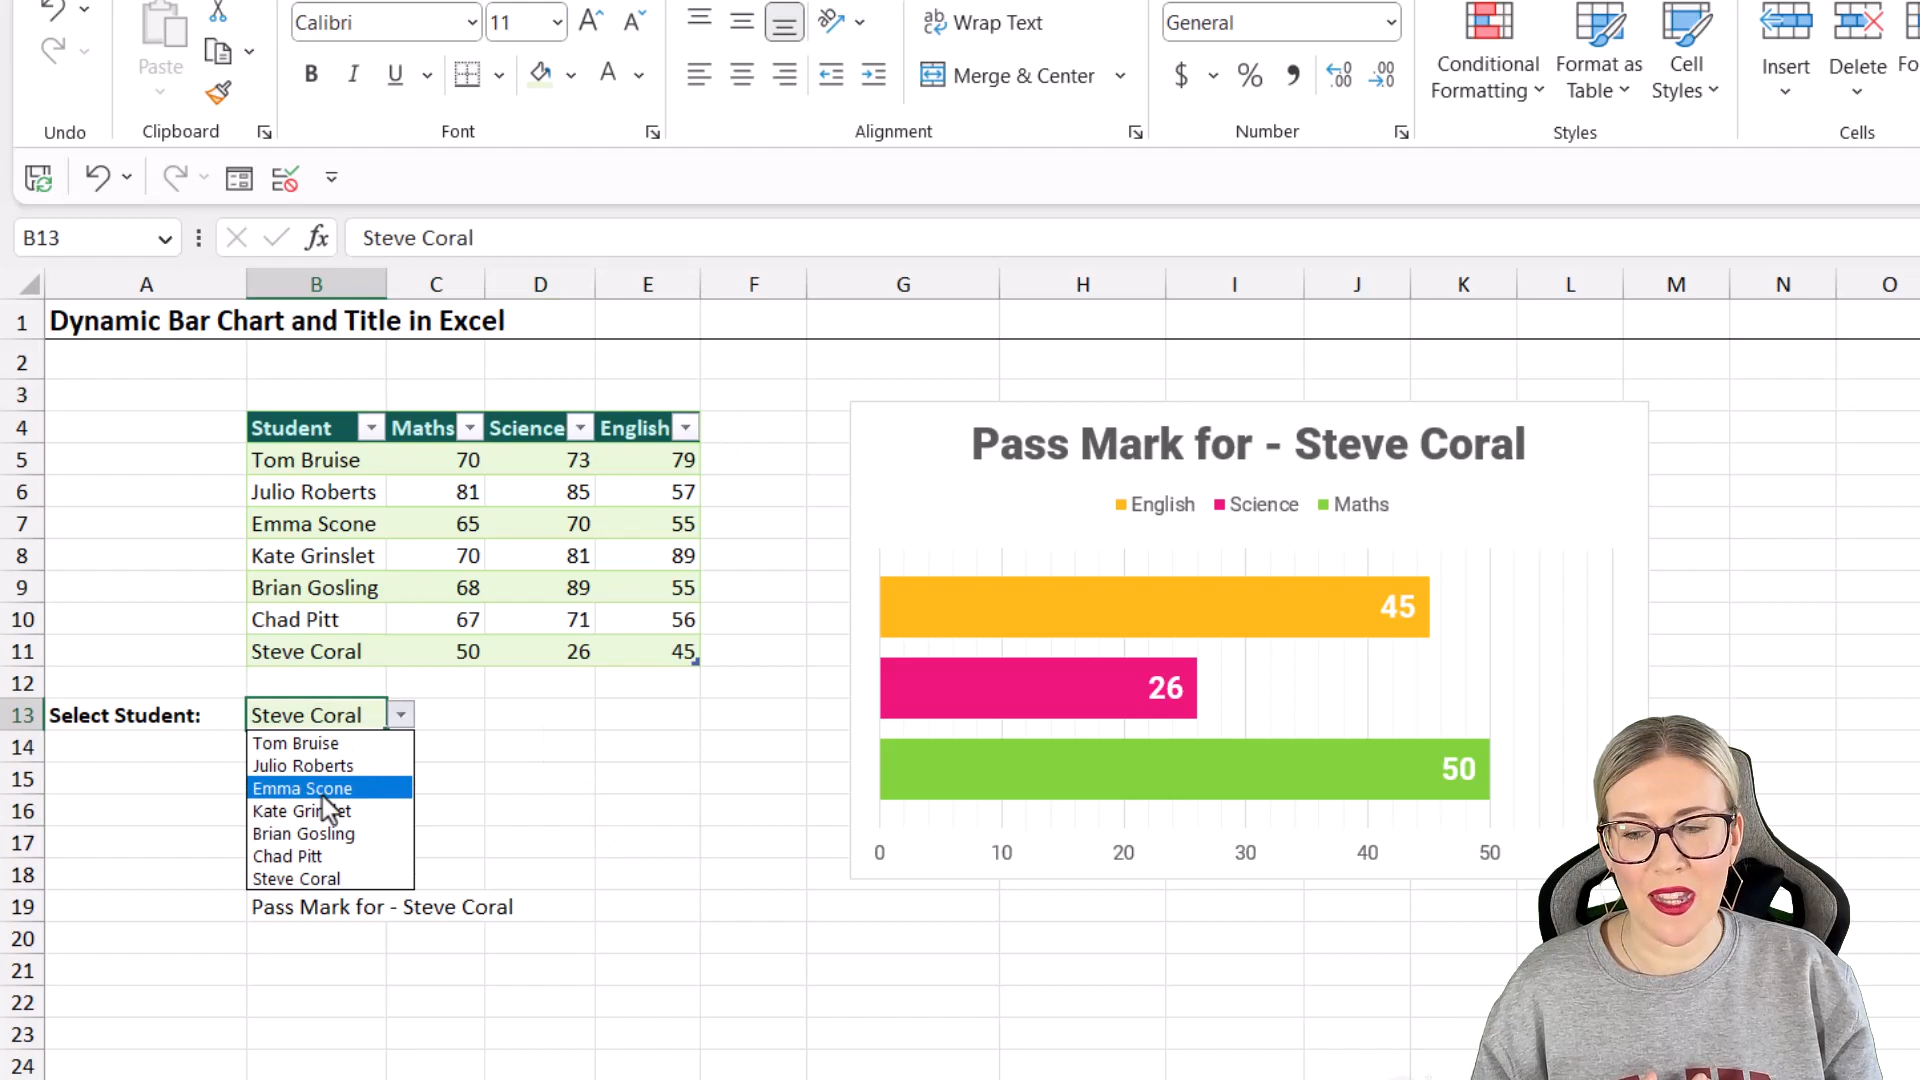 Calibri 11 Wrap Text General
Paste B I U Merge & Center $ % Conditional Formatting Format as Table Cell Styles Insert Delete Fo
Undo Clipboard Font Alignment Number Styles Cells
B13 fx Steve Coral
A B C D E F G H I J K L M N O
1 Dynamic Bar Chart and Title in Excel
2
3
4 Student Maths Science English
5 Tom Bruise 70 73 79
6 Julio Roberts 81 85 57
7 Emma Scone 65 70 55
8 Kate Grinslet 70 81 89
9 Brian Gosling 68 89 55
10 Chad Pitt 67 71 56
11 Steve Coral 50 26 45
12
13 Select Student: Steve Coral
14 Tom Bruise
Julio Roberts
15 Emma Scone
16 Kate Grinslet
17 Brian Gosling
18 Chad Pitt
Steve Coral
19 Pass Mark for - Steve Coral
20
21
22
23
24
Pass Mark for - Steve Coral
English Science Maths
45
26
50
0 10 20 30 40 50